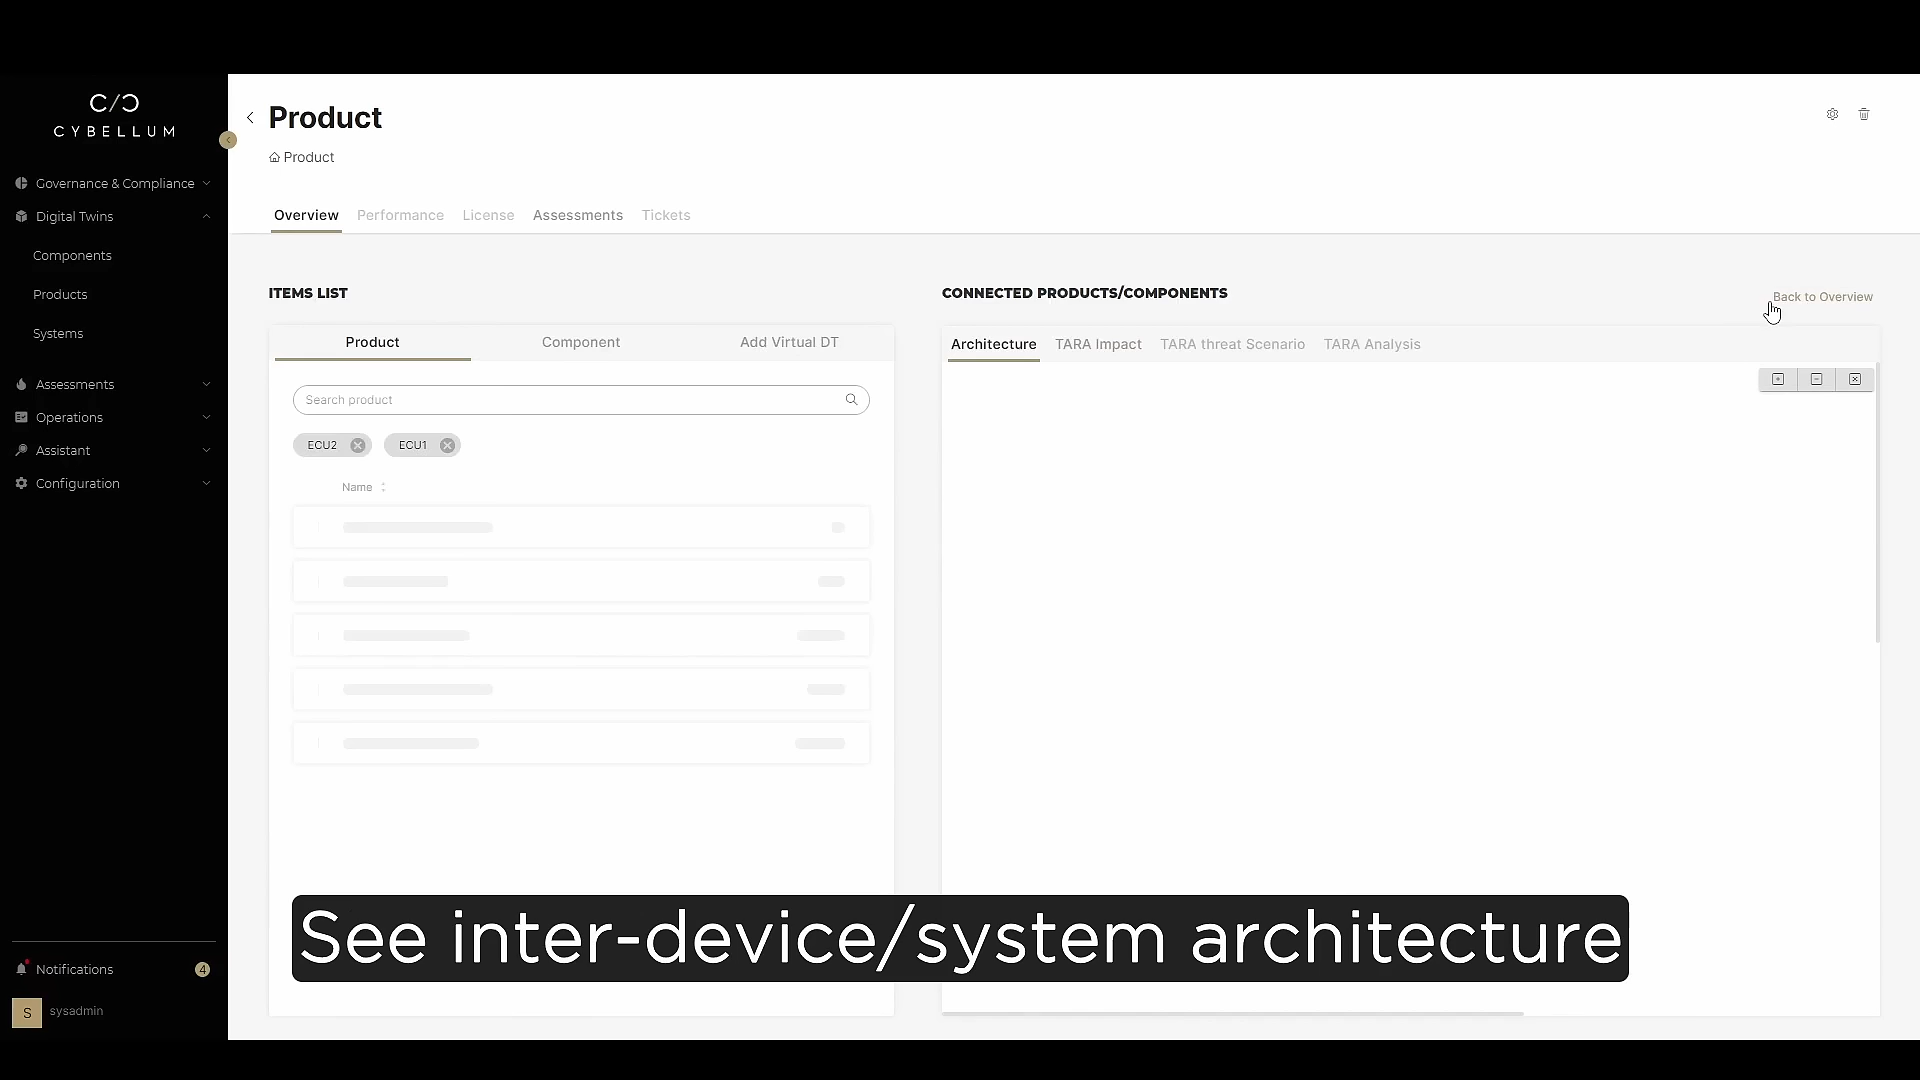 C/C
CYBELLUM
Governance & Compliance
Digital Twins
Components
Products
Systems
Assessments
Operations
Assistant
Configuration
Notifications
4
S
sysadmin
Product
Product
Overview
Performance
License
Assessments
Tickets
ITEMS LIST
Product
Component
Add Virtual DT
Search product
ECU2
ECU1
Name
CONNECTED PRODUCTS/COMPONENTS
Back to Overview
Architecture
TARA Impact
TARA threat Scenario
TARA Analysis
See inter-device/system architecture